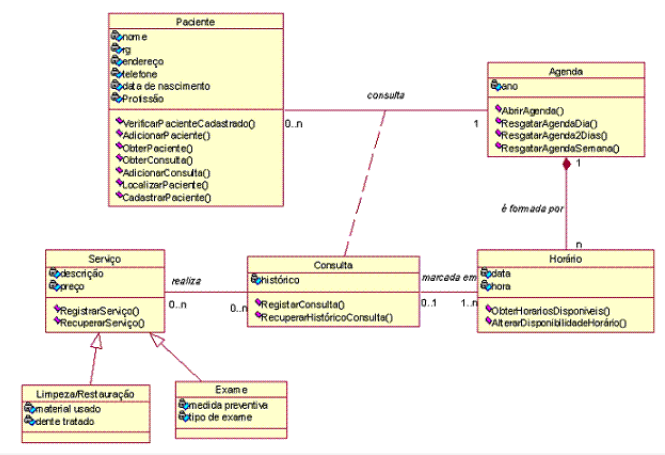 Paciente
nome
rg
endereço
telefone
data de nascimento
Profissão
VerificarPacienteCadastrado()
AdicionarPaciente()
ObterPaciente()
ObterConsulta()
AdicionarConsulta()
LocalizarPaciente()
CadastrarPaciente()
consulta
0..n
1
Agenda
ano
AbrirAgenda()
ResgatarAgendaDia()
ResgatarAgenda2Dias()
ResgatarAgendaSemana()
1
é formada por
n
Serviço
descrição
preço
RegistrarServiço()
RecuperarServiço()
realiza
0..n
0..n
Consulta
histórico
RegistarConsulta()
RecuperarHistóricoConsulta()
marcada em
0..1
1..n
Horário
data
hora
ObterHorariosDisponiveis()
AlterarDisponibilidadeHorário()
Limpeza/Restauração
material usado
dente tratado
Exame
medida preventiva
tipo de exame